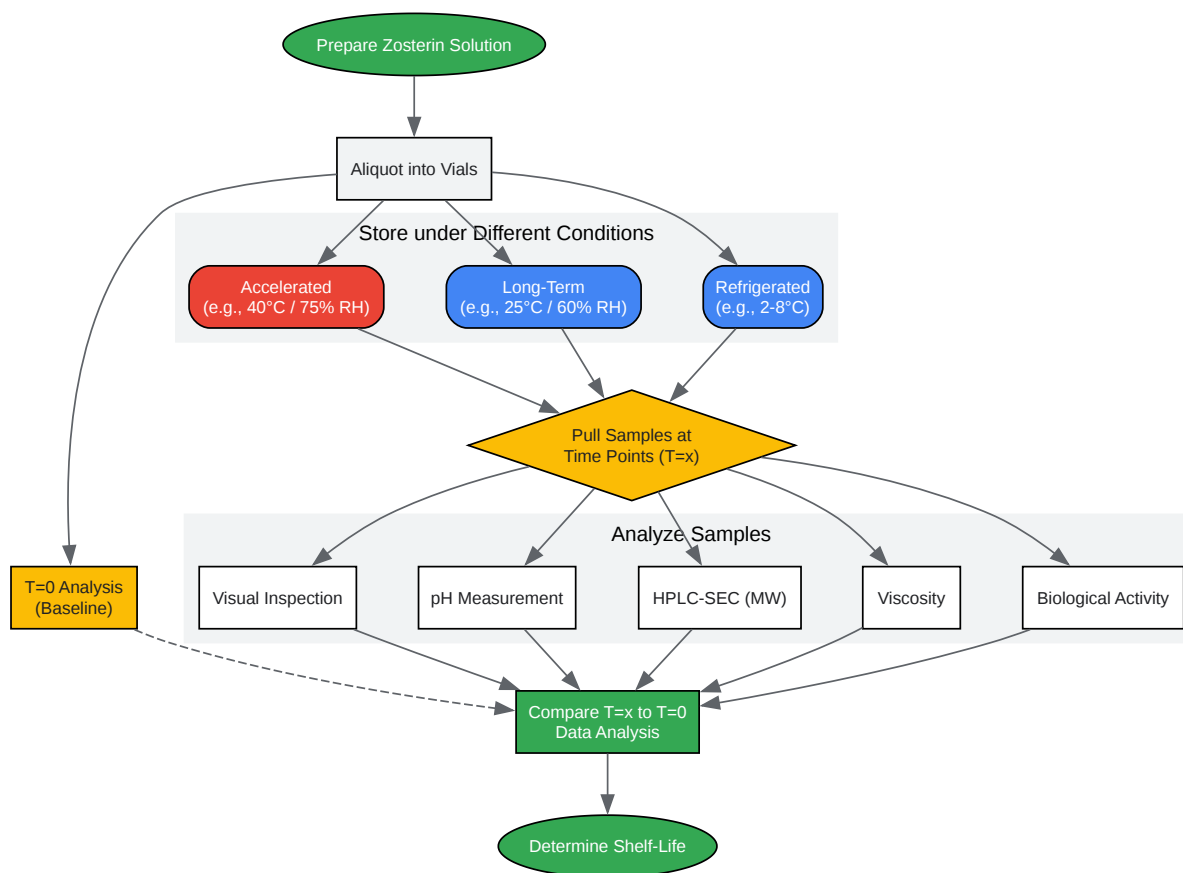 Prepare Zosterin Solution
Aliquot into Vials
Store under Different Conditions
Accelerated
(e.g., 40°C / 75% RH)
Long-Term
(e.g., 25°C / 60% RH)
Refrigerated
(e.g., 2-8°C)
Pull Samples at
Time Points (T=x)
Analyze Samples
T=0 Analysis
(Baseline)
Visual Inspection
pH Measurement
HPLC-SEC (MW)
Viscosity
Biological Activity
Compare T=x to T=0
Data Analysis
Determine Shelf-Life